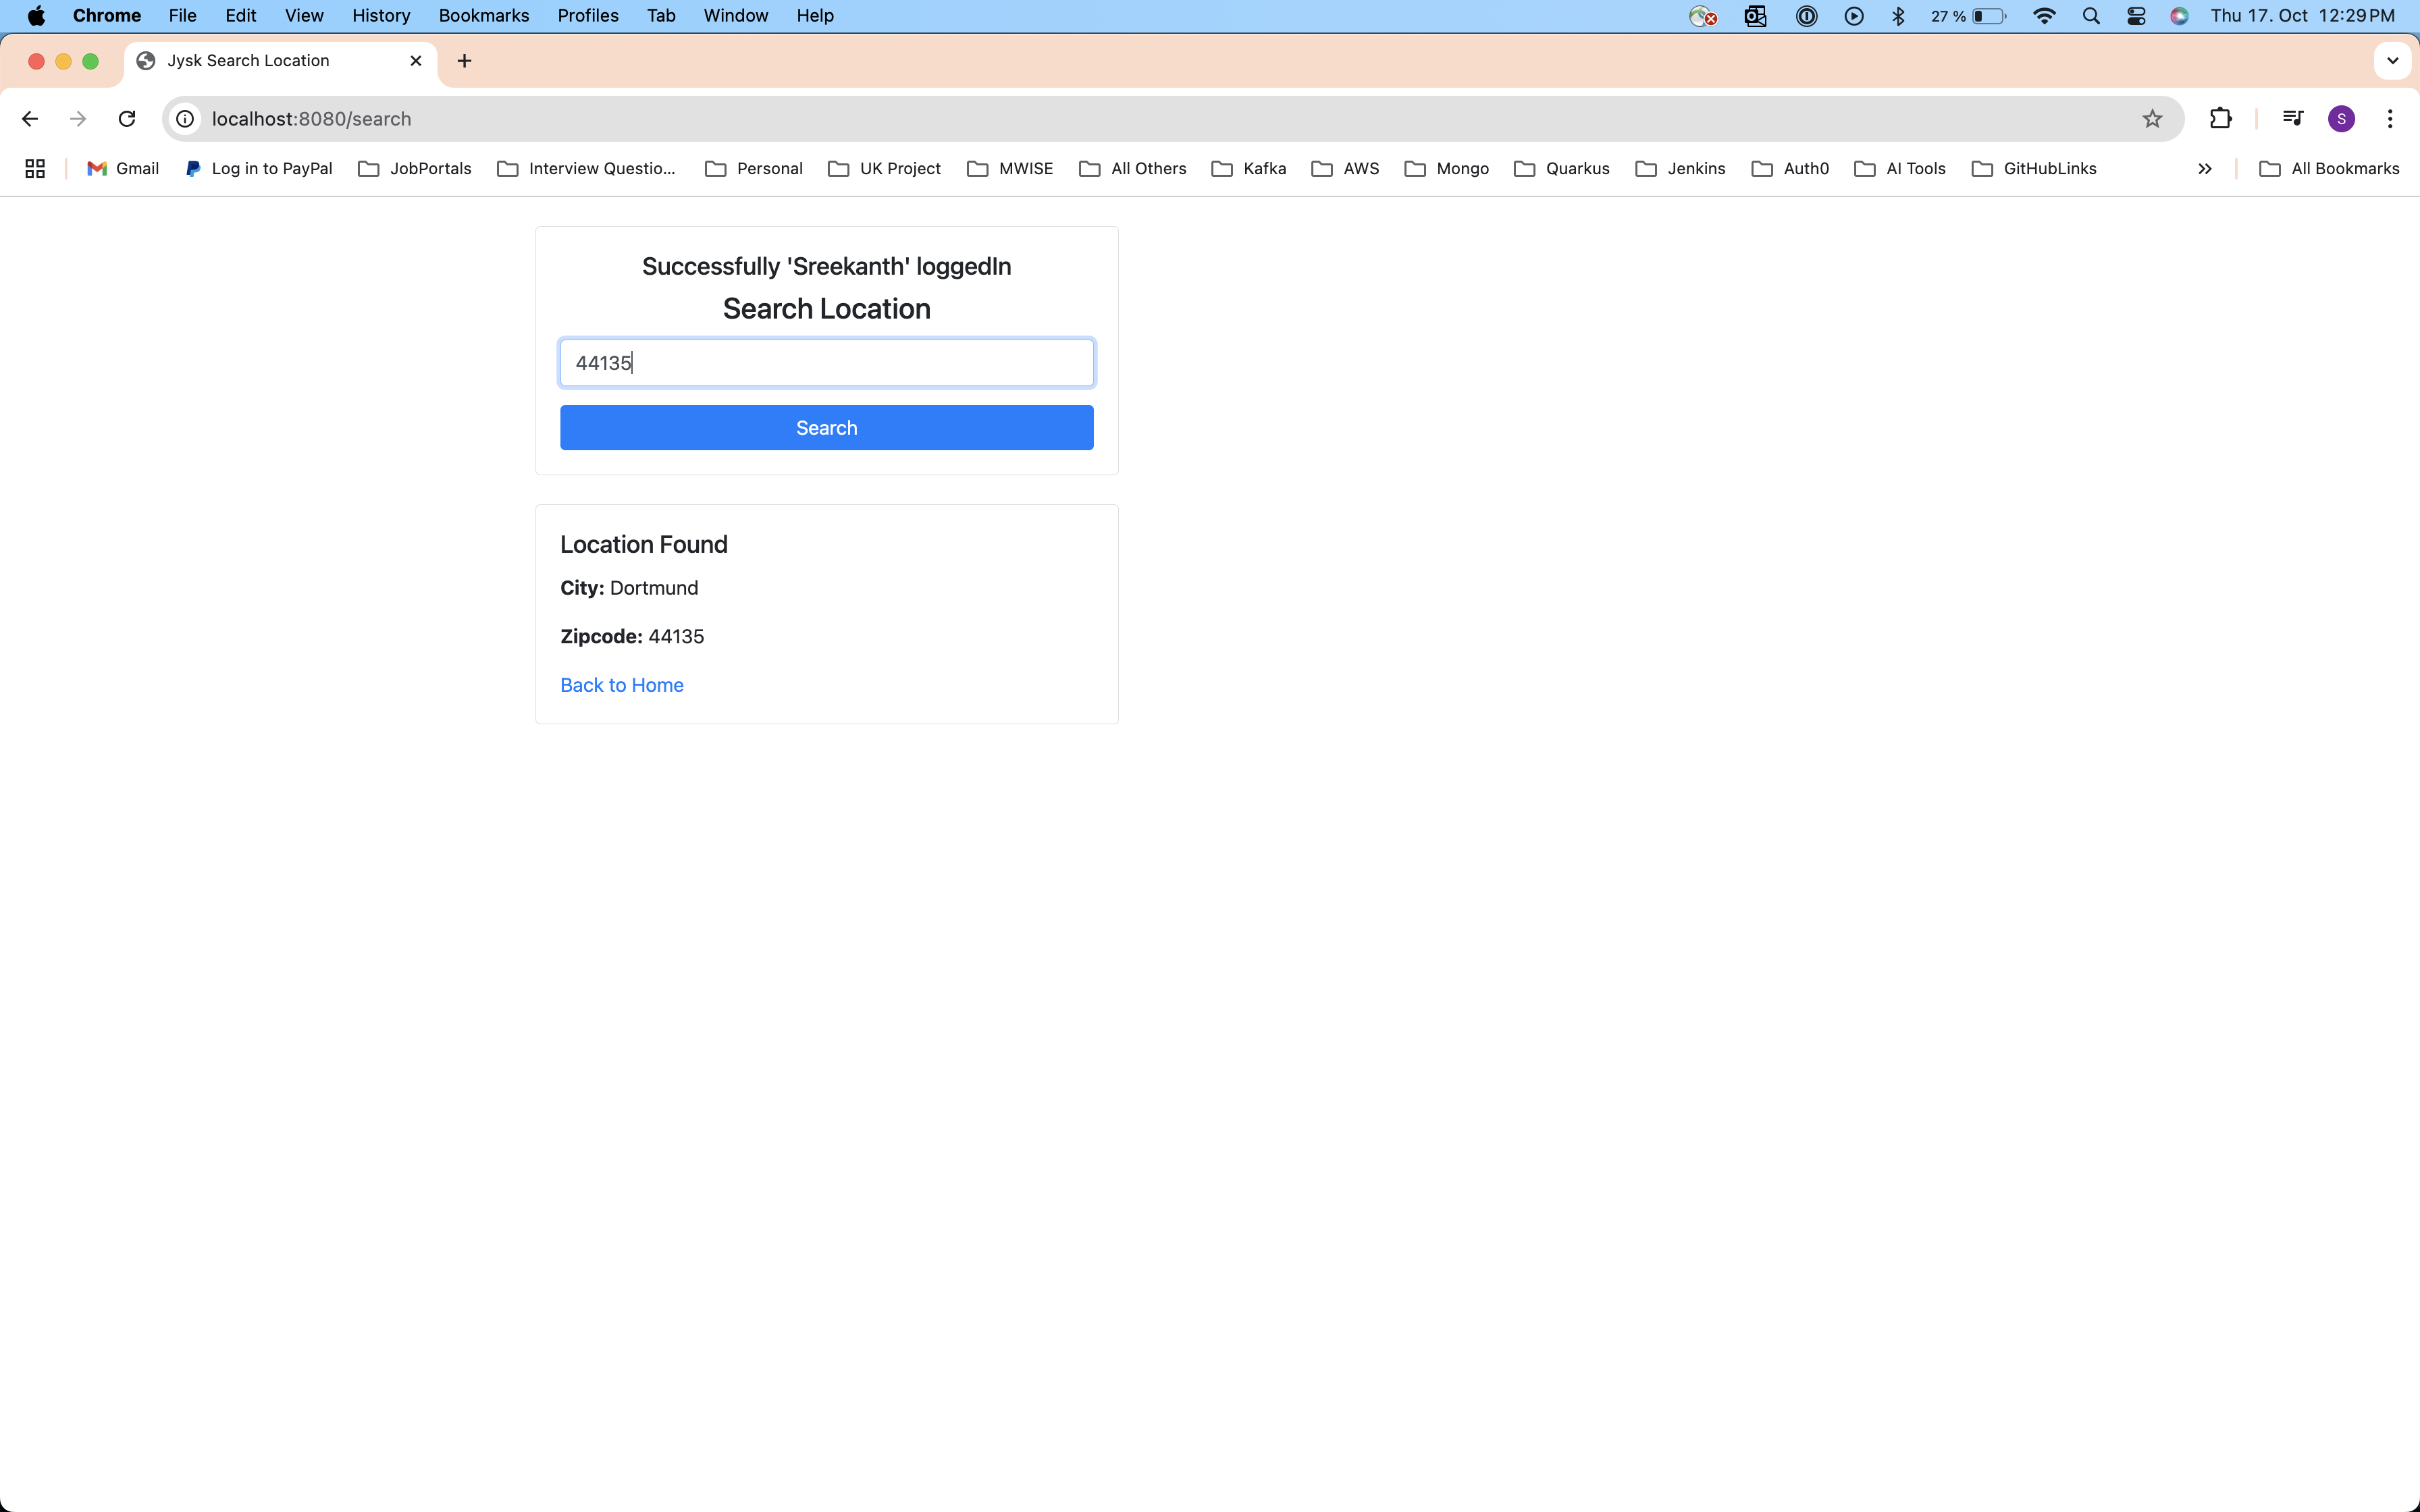 Chrome File Edit View History Bookmarks Profiles Tab Window Help 27 % Thu 17. Oct 12:29 PM
Jysk Search Location
localhost:8080/search S
Gmail Log in to PayPal JobPortals Interview Questio... Personal UK Project MWISE All Others Kafka AWS Mongo Quarkus Jenkins Auth0 AI Tools GitHubLinks All Bookmarks
Successfully 'Sreekanth' loggedIn
Search Location
44135
Search
Location Found
City: Dortmund
Zipcode: 44135
Back to Home